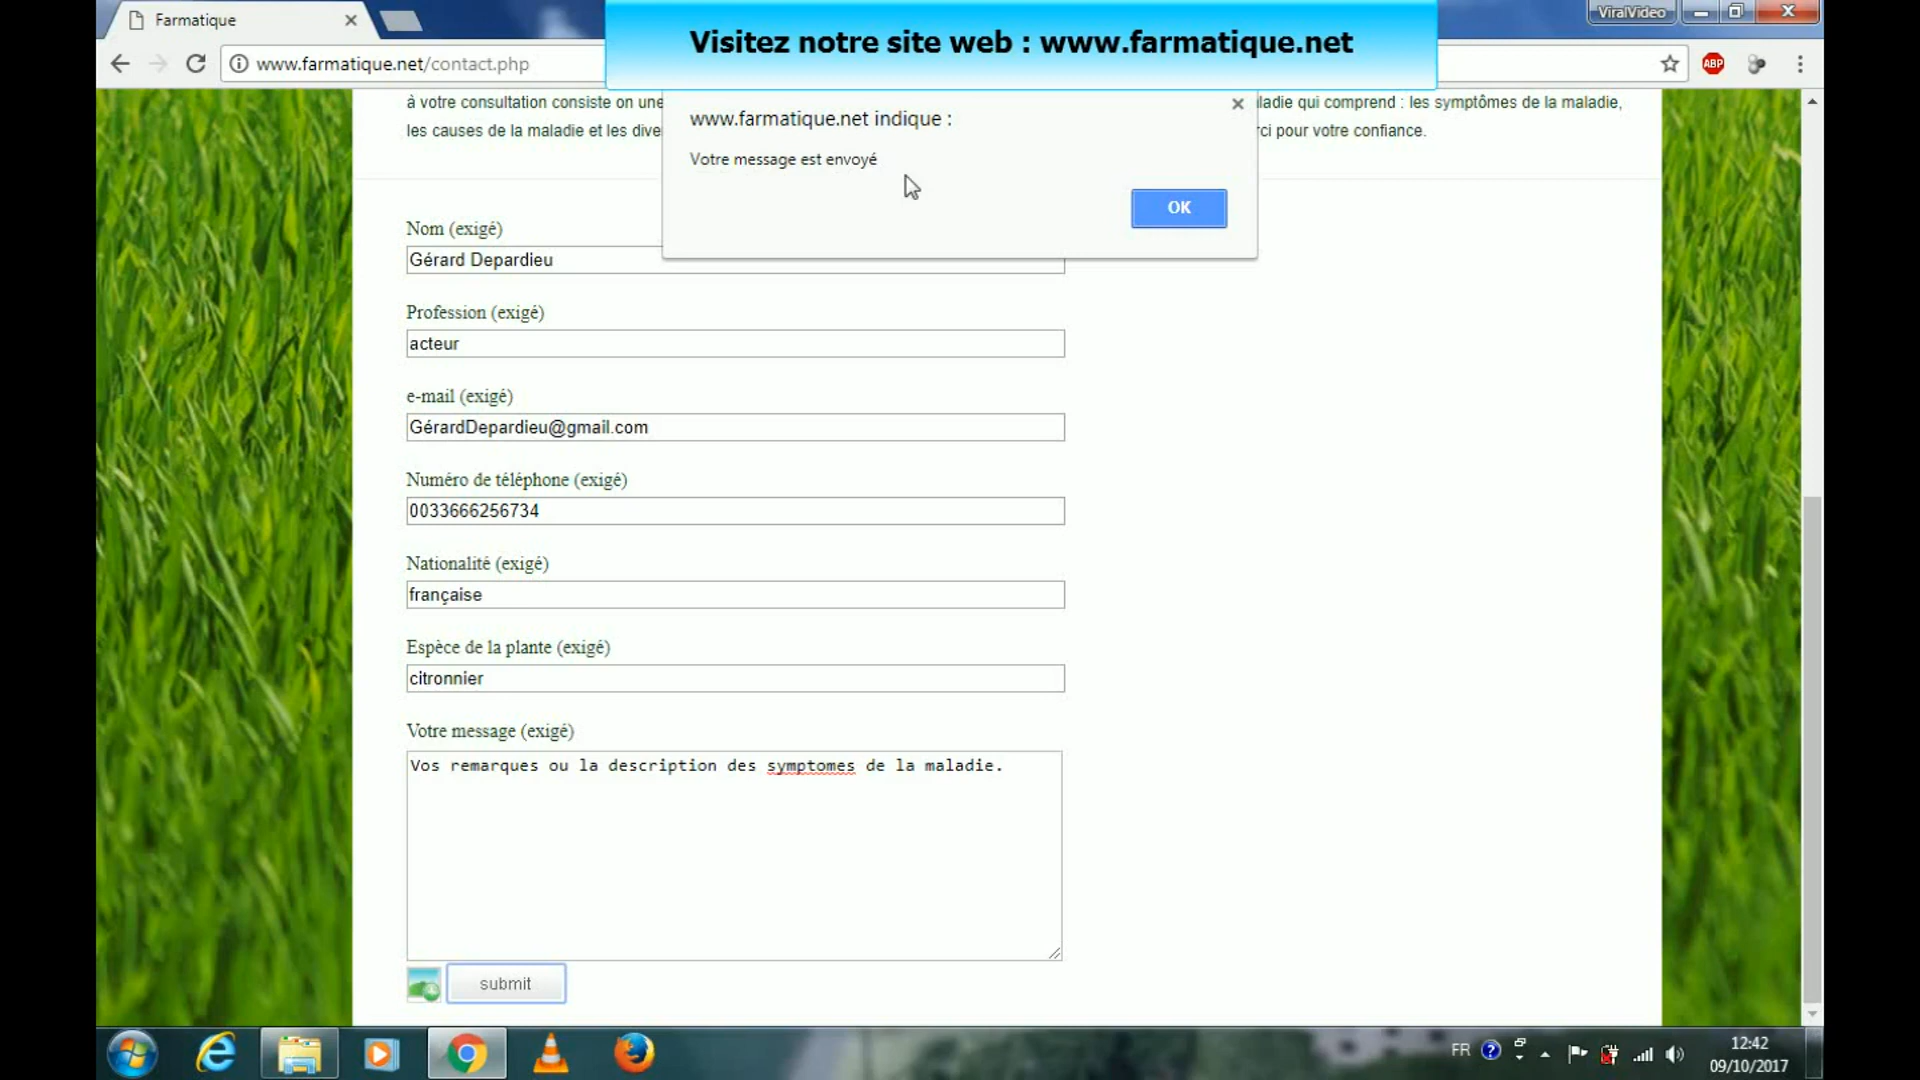 Farmatique
ViralVideo
Visitez notre site web : www.farmatique.net
www.farmatique.net/contact.php
ABP
à votre consultation consiste on une
ladie qui comprend : les symptômes de la maladie,
les causes de la maladie et les dive
rci pour votre confiance.
www.farmatique.net indique :
Votre message est envoyé
OK
Nom (exigé)
Gérard Depardieu
Profession (exigé)
acteur
e-mail (exigé)
GérardDepardieu@gmail.com
Numéro de téléphone (exigé)
0033666256734
Nationalité (exigé)
française
Espèce de la plante (exigé)
citronnier
Votre message (exigé)
Vos remarques ou la description des symptomes de la maladie.
submit
FR
12:42
09/10/2017